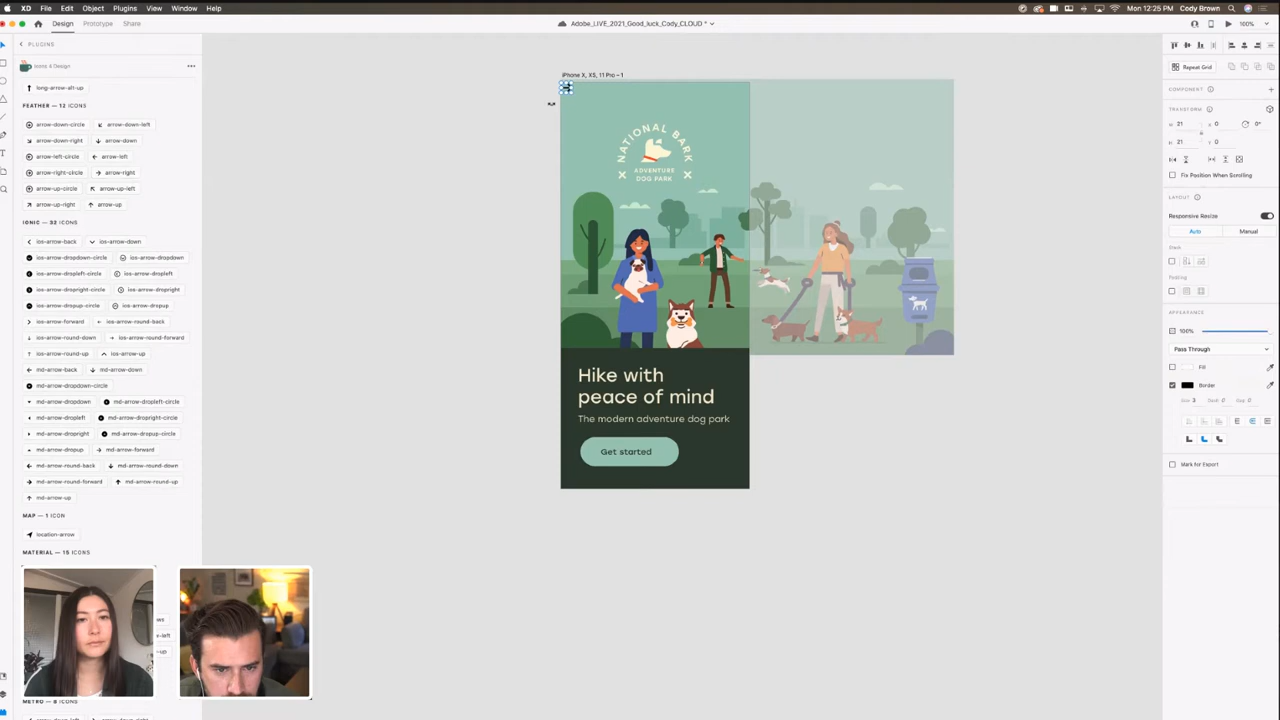 XD File Edit Object Plugins View Window Help
Mon 12:25 PM Cody Brown
Design Prototype Share
Adobe_LIVE_2021_Good_luck_Cody_CLOUD *
100%
PLUGINS
Icons 4 Design
long-arrow-alt-up
FEATHER — 12 ICONS
arrow-down-circle arrow-down-left
arrow-down-right arrow-down
arrow-left-circle arrow-left
arrow-right-circle arrow-right
arrow-up-circle arrow-up-left
arrow-up-right arrow-up
IONIC — 32 ICONS
ios-arrow-back ios-arrow-down
ios-arrow-dropdown-circle ios-arrow-dropdown
ios-arrow-dropleft-circle ios-arrow-dropleft
ios-arrow-dropright-circle ios-arrow-dropright
ios-arrow-dropup-circle ios-arrow-dropup
ios-arrow-forward ios-arrow-round-back
ios-arrow-round-down ios-arrow-round-forward
ios-arrow-round-up ios-arrow-up
md-arrow-back md-arrow-down
md-arrow-dropdown-circle
md-arrow-dropdown md-arrow-dropleft-circle
md-arrow-dropleft md-arrow-dropright-circle
md-arrow-dropright md-arrow-dropup-circle
md-arrow-dropup md-arrow-forward
md-arrow-round-back md-arrow-round-down
md-arrow-round-forward md-arrow-round-up
md-arrow-up
MAP — 1 ICON
location-arrow
MATERIAL — 15 ICONS
METRO — 8 ICONS
iPhone X, XS, 11 Pro – 1
NATIONAL BARK
ADVENTURE
DOG PARK
Hike with
peace of mind
The modern adventure dog park
Get started
Repeat Grid
COMPONENT
TRANSFORM
W 21 X 0 0°
H 21 Y 0
Fix Position When Scrolling
LAYOUT
Responsive Resize
Auto Manual
Stack
Padding
APPEARANCE
100%
Pass Through
Fill
Border
Mark for Export